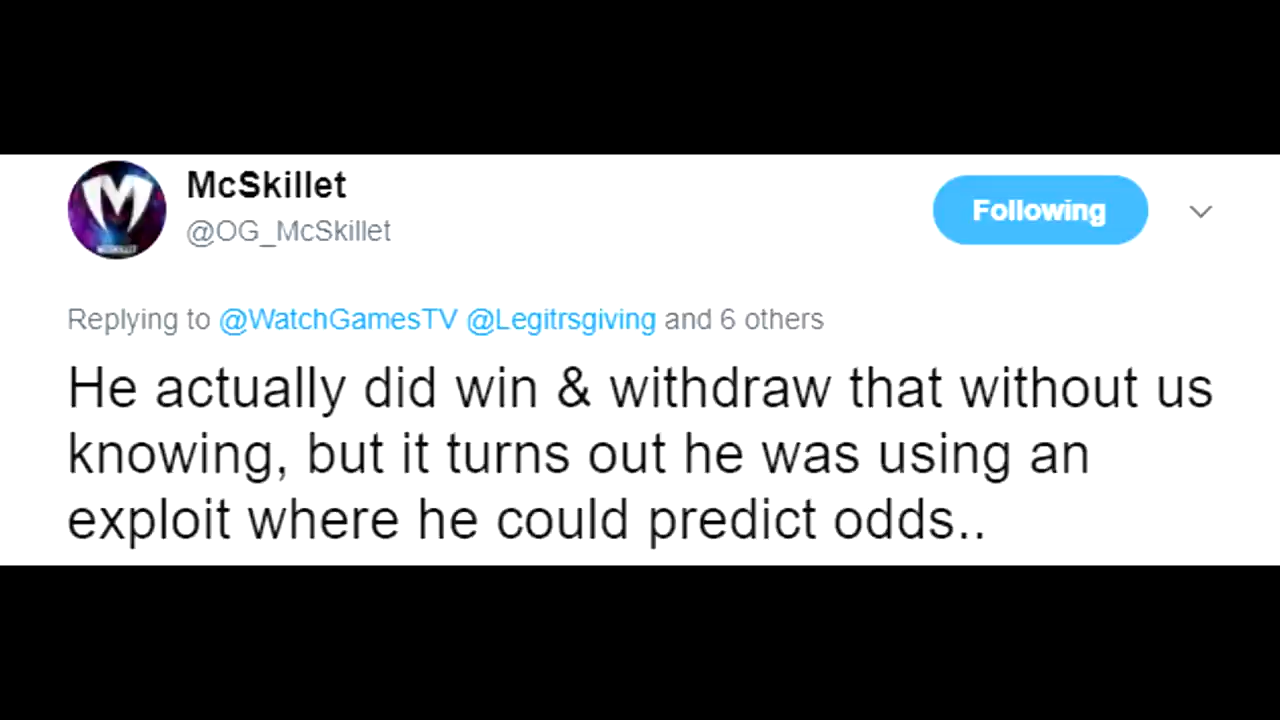 McSkillet
@OG_McSkillet
Following
Replying to @WatchGamesTV @Legitrsgiving and 6 others
He actually did win & withdraw that without us
knowing, but it turns out he was using an
exploit where he could predict odds..